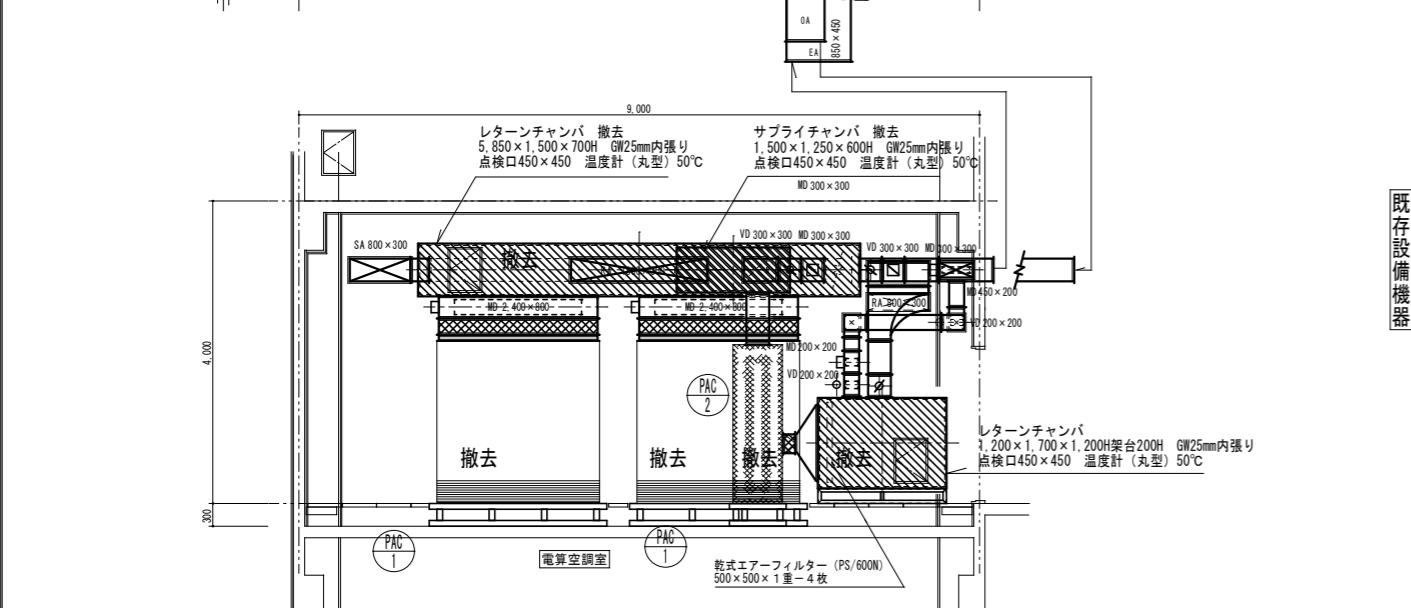 OA
EA
850×450
9,000
レターンチャンバ 撤去
5,850×1,500×700H GW25mm内張り
点検口450×450 温度計（丸型）50℃
サプライチャンバ 撤去
1,500×1,250×600H GW25mm内張り
点検口450×450 温度計（丸型）50℃
MD 300×300
既存設備機器
SA 800×300
VD 300×300 MD 300×300
VD 300×300 MD 300×300
撤去
MD 450×200
MD 2,400×800
MD 2,400×800
RA 800×300
VD 200×200
4,000
MD 200×200
VD 200×200
PAC
2
レターンチャンバ
1,200×1,700×1,200H架台200H GW25mm内張り
点検口450×450 温度計（丸型）50℃
撤去
撤去
撤去
撤去
300
PAC
1
電算空調室
PAC
1
乾式エアーフィルター（PS/600N）
500×500×1重－4枚